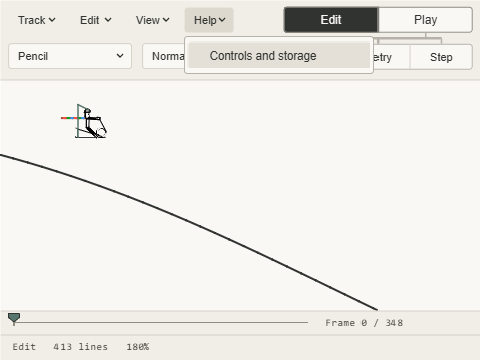 Track Edit View Help Edit Play
Controls and storage
Pencil Norma etry Step
Frame 0 / 348
Edit 413 lines 180%